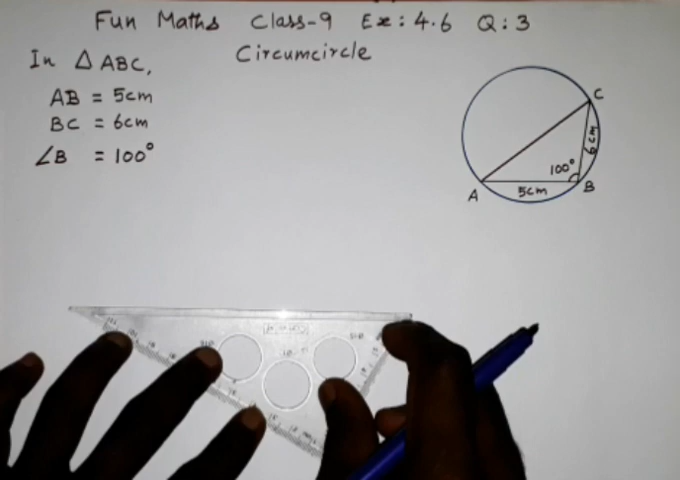 Fun Maths Class-9 Ex: 4.6 Q: 3
Circumcircle
In △ ABC,
AB = 5cm
BC = 6cm
∠B = 100°
C
6cm
100°
A
5cm
B